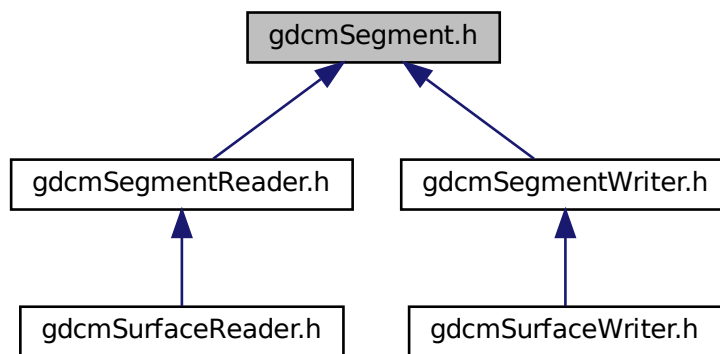 gdcmSegment.h
gdcmSegmentReader.h
gdcmSegmentWriter.h
gdcmSurfaceReader.h
gdcmSurfaceWriter.h